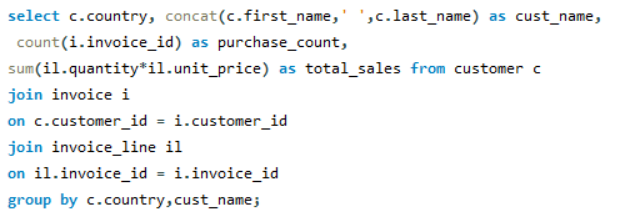 select c.country, concat(c.first_name,' ',c.last_name) as cust_name,
count(i.invoice_id) as purchase_count,
sum(il.quantity*il.unit_price) as total_sales from customer c
join invoice i
on c.customer_id = i.customer_id
join invoice_line il
on il.invoice_id = i.invoice_id
group by c.country,cust_name;